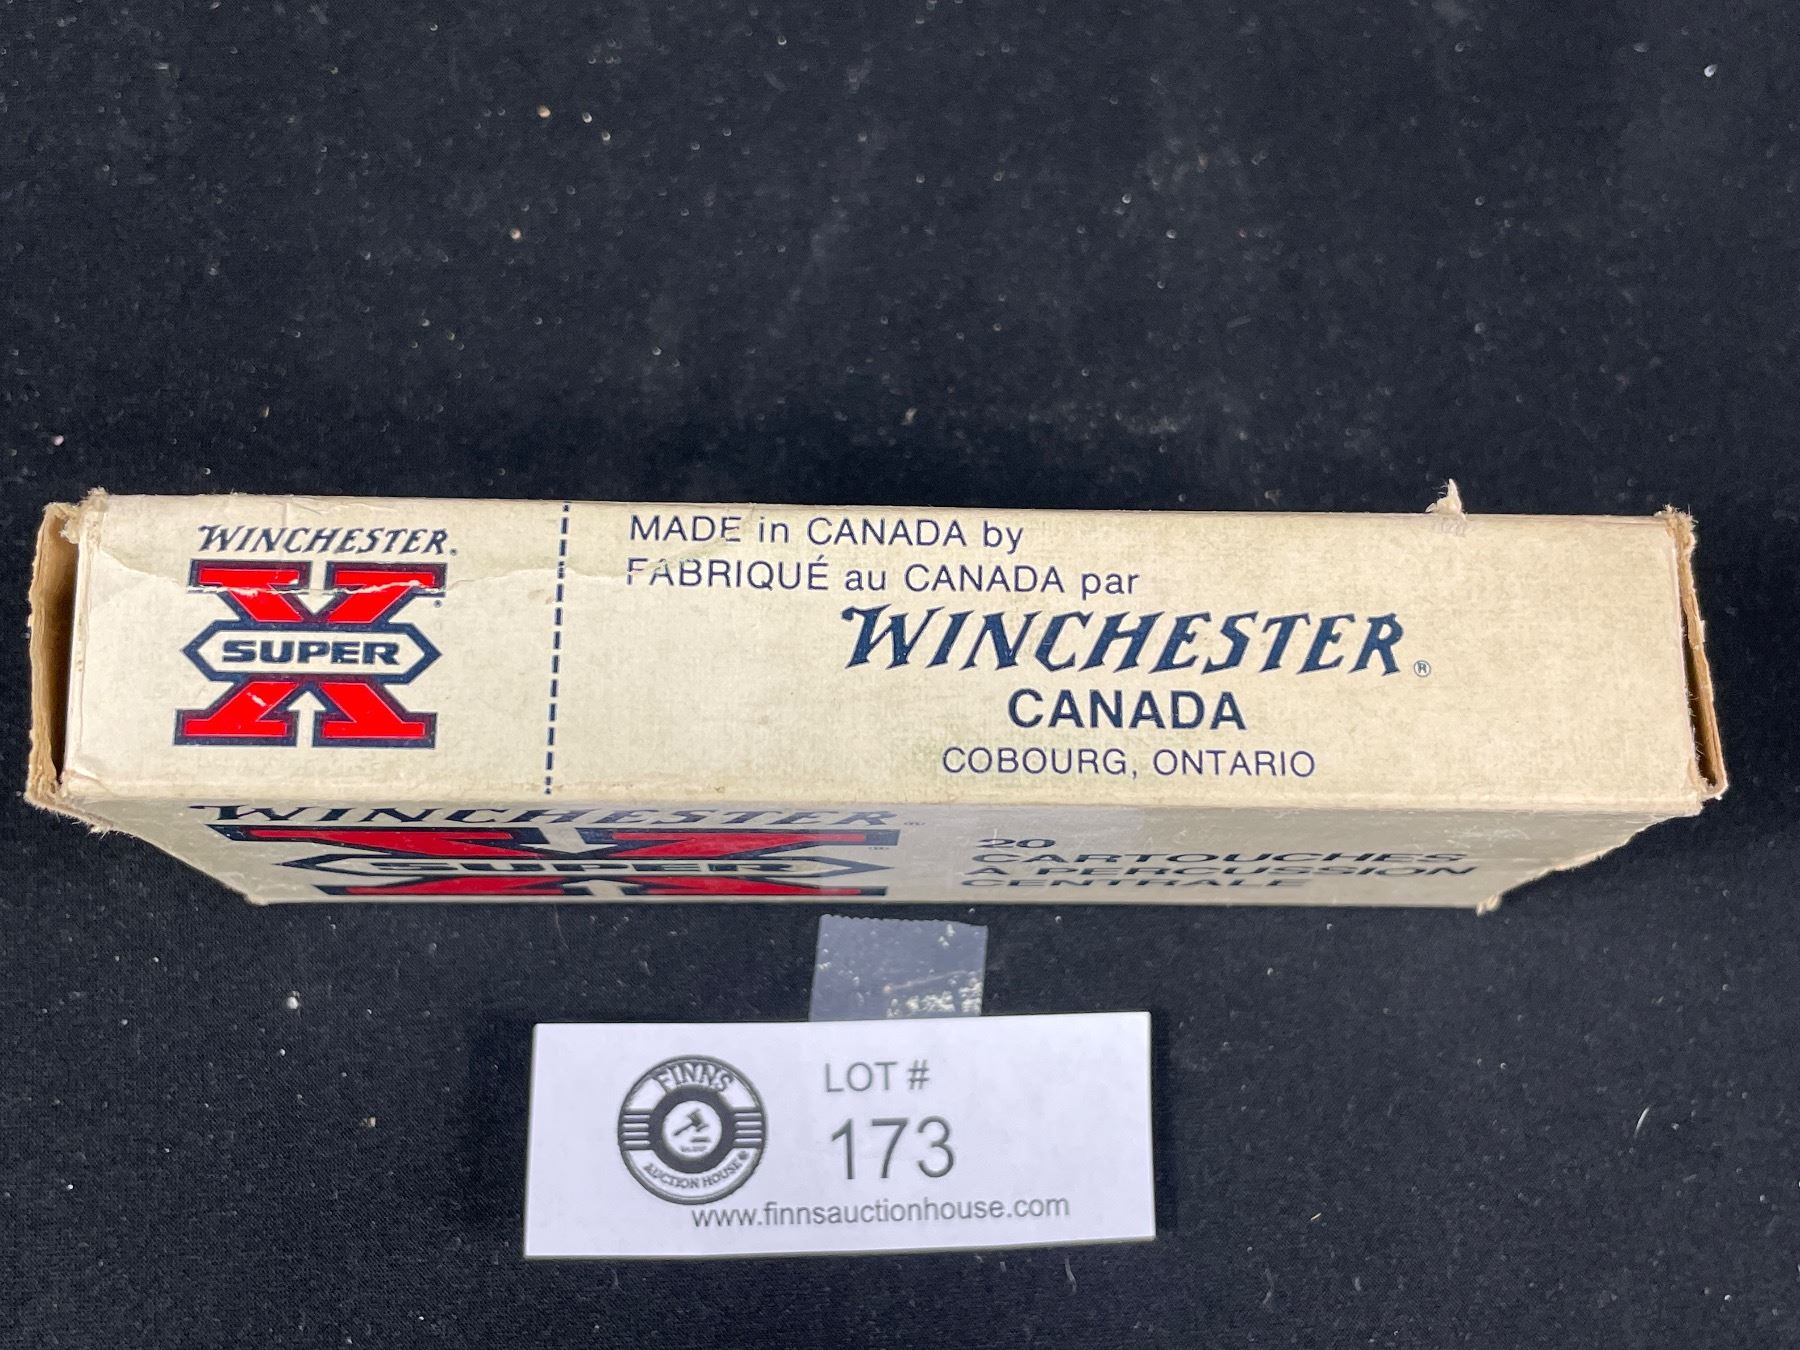 WINCHESTER.
X
SUPER
MADE in CANADA by
FABRIQUÉ au CANADA par
WINCHESTER®
CANADA
COBOURG, ONTARIO
WINCHESTER
SUPER
20
CARTOUCHES
A PERCUSSION
CENTRALE
FINNS
AUCTION HOUSE
LOT #
173
www.finnsauctionhouse.com